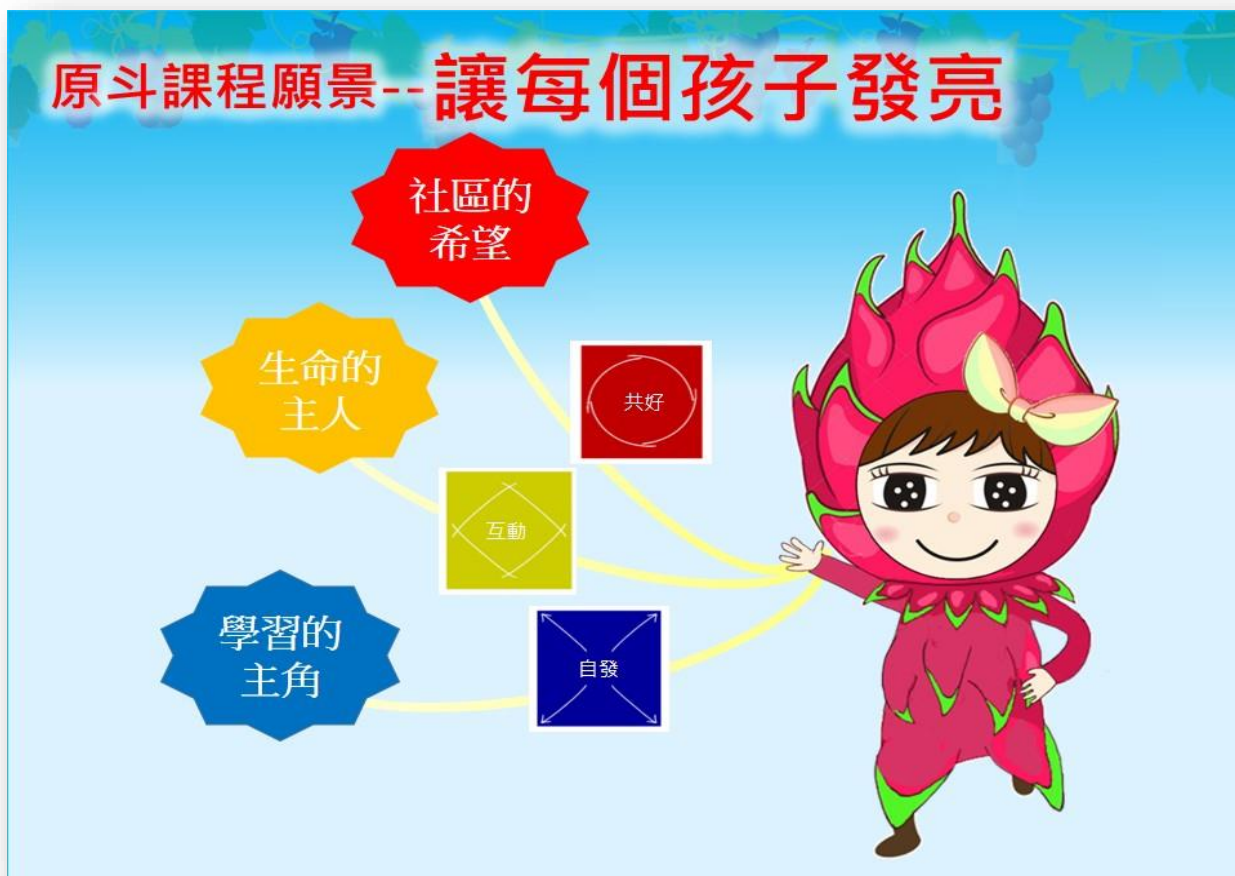 原斗課程願景--讓每個孩子發亮
社區的
希望
共好
生命的
主人
互動
學習的
主角
自發